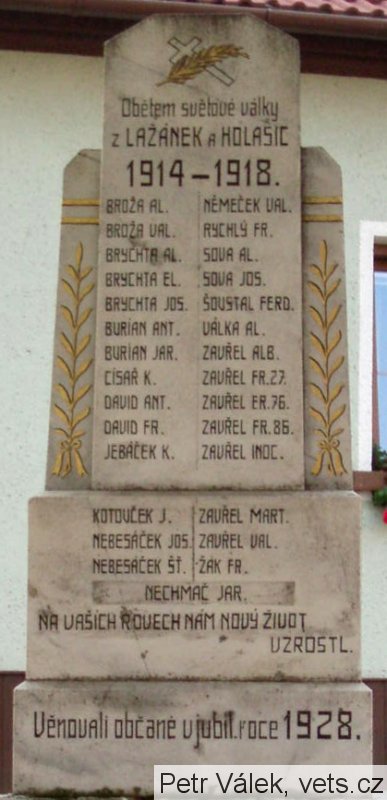 Obětem světové války
z LAŽÁNEK a HOLAŠIC
1914 – 1918.
BROŽA AL. NĚMEČEK VAL.
BROŽA VAL. RYCHLÝ FR.
BRYCHTA AL. SOVA AL.
BRYCHTA EL. SOVA JOS.
BRYCHTA JOS. ŠOUSTAL FERD.
BURIAN ANT. VÁLKA AL.
BURIAN JAR. ZAVŘEL ALB.
CÍSAŘ K. ZAVŘEL FR. 27.
DAVID ANT. ZAVŘEL FR. 76.
DAVID FR. ZAVŘEL FR. 86.
JEBÁČEK K. ZAVŘEL INOC.
KOTOUČEK J. ZAVŘEL MART.
NEBESÁČEK JOS. ZAVŘEL VAL.
NEBESÁČEK ŠT. ŽÁK FR.
NECHMAČ JAR.
NA VAŠICH ROVECH NÁM NOVÝ ŽIVOT
VZROSTL.
Věnovali občané v jubil. roce 1928.
Petr Válek, vets.cz